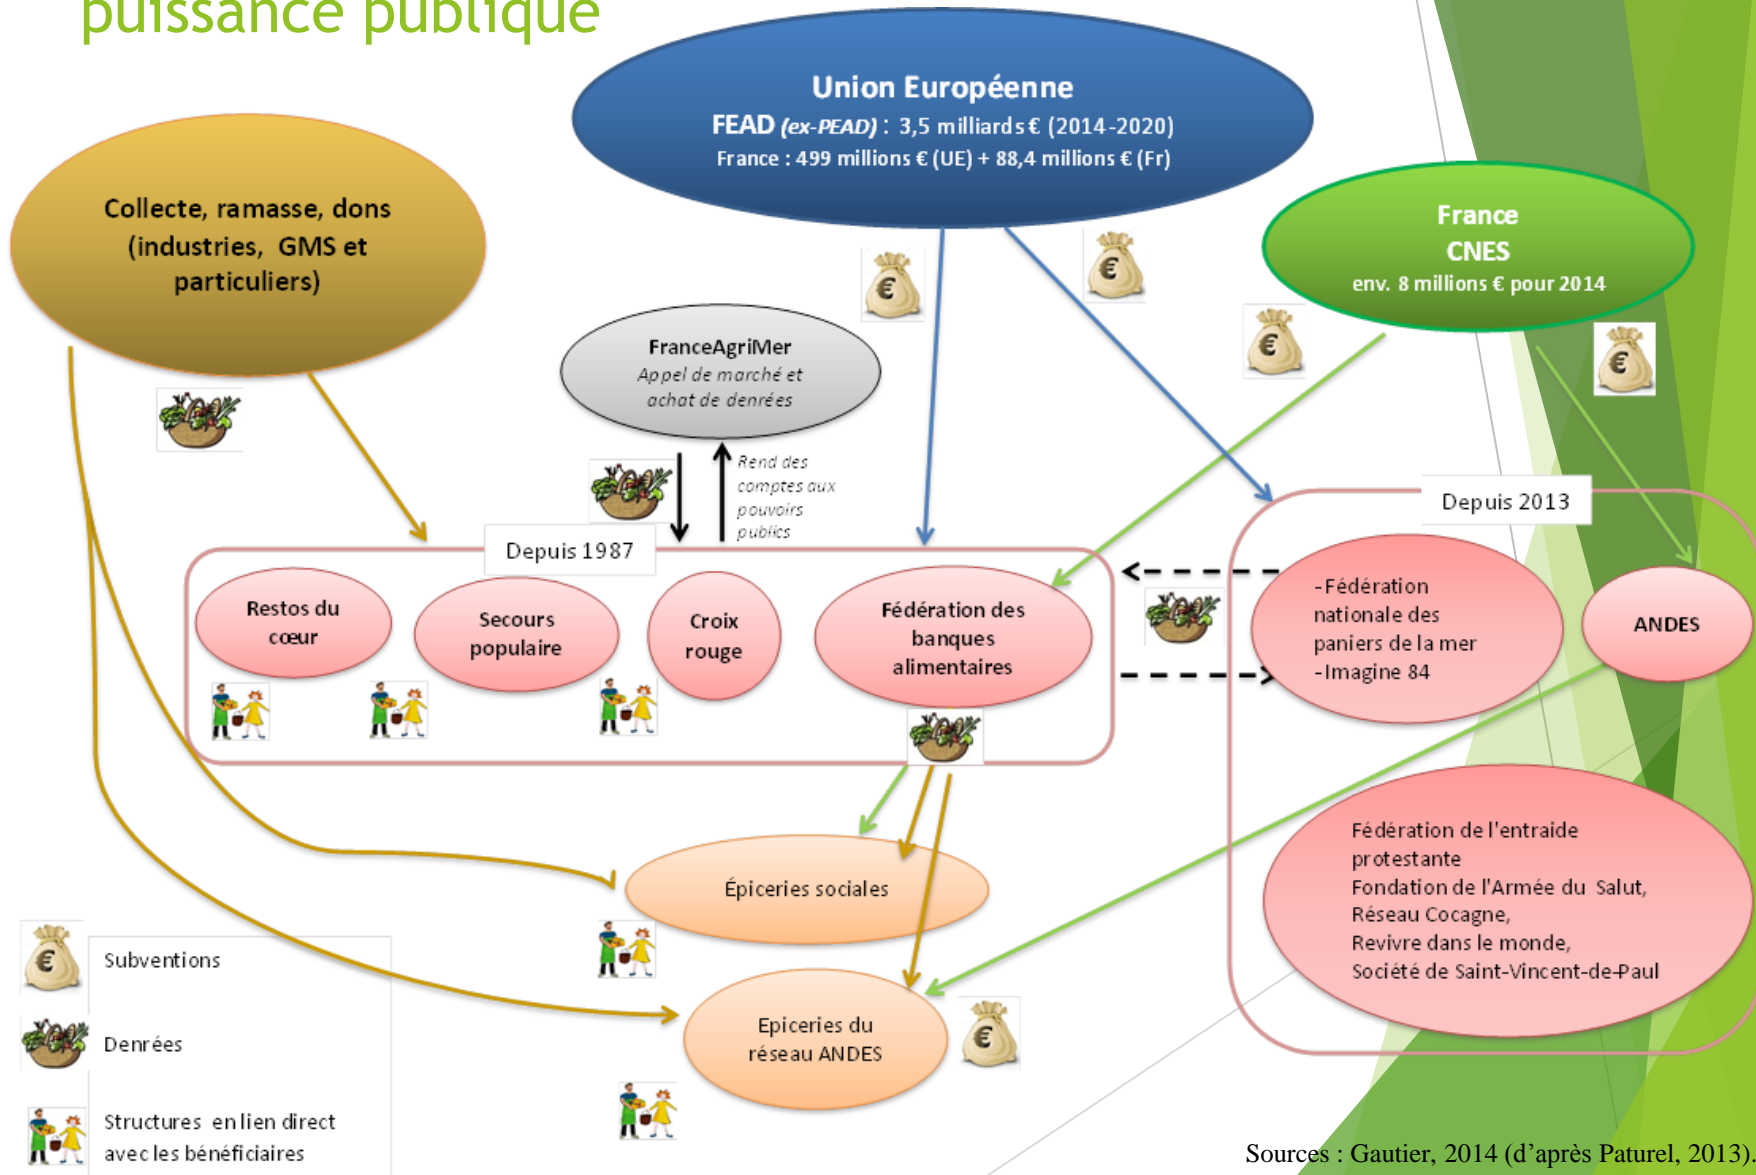 puissance publique
Union Européenne
FEAD (ex-PEAD) : 3,5 milliards € (2014-2020)
France : 499 millions € (UE) + 88,4 millions € (Fr)
Collecte, ramasse, dons
(industries, GMS et
particuliers)
France
CNES
env. 8 millions € pour 2014
FranceAgriMer
Appel de marché et
achat de denrées
Rend des
comptes aux
pouvoirs
publics
Depuis 1987
Restos du
cœur
Secours
populaire
Croix
rouge
Fédération des
banques
alimentaires
Depuis 2013
-Fédération
nationale des
paniers de la mer
-Imagine 84
ANDES
Fédération de l'entraide
protestante
Fondation de l'Armée du Salut,
Réseau Cocagne,
Revivre dans le monde,
Société de Saint-Vincent-de-Paul
Épiceries sociales
Epiceries du
réseau ANDES
€
€
€
€
€
€
Subventions
Denrées
Structures en lien direct
avec les bénéficiaires
Sources : Gautier, 2014 (d'après Paturel, 2013).